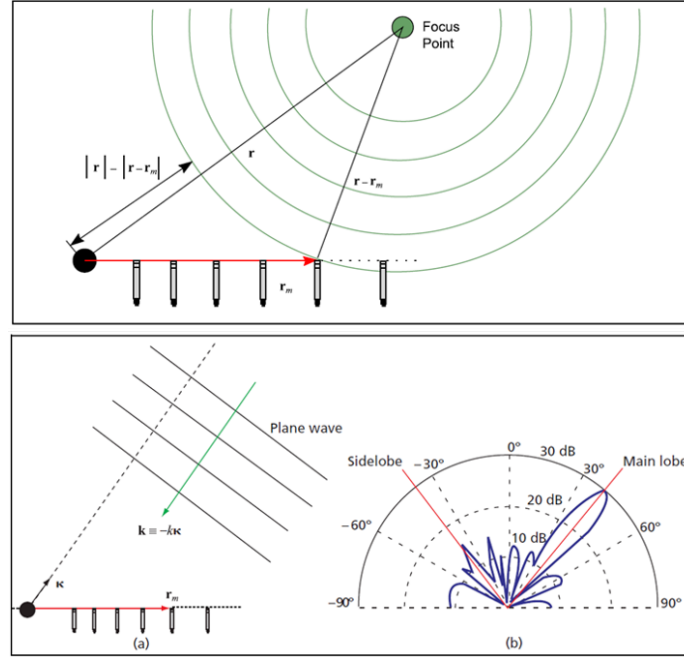 Focus
Point
r
|r| – |r – rₘ|
r – rₘ
rₘ
Plane wave
k ≡ –kκ
κ
rₘ
(a)
0°
30 dB
Sidelobe
Main lobe
–30°
30°
20 dB
–60°
60°
10 dB
–90°
90°
(b)